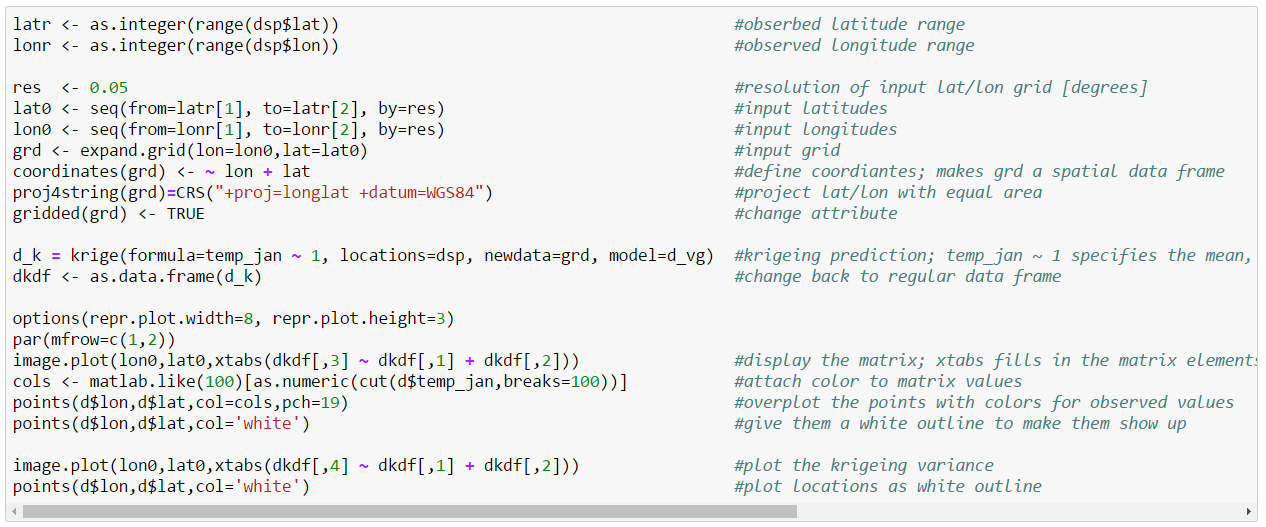 latr <- as.integer(range(dsp$lat)) #obserbed latitude range
lonr <- as.integer(range(dsp$lon)) #observed longitude range
res <- 0.05 #resolution of input lat/lon grid [degrees]
lat0 <- seq(from=latr[1], to=latr[2], by=res) #input latitudes
lon0 <- seq(from=lonr[1], to=lonr[2], by=res) #input longitudes
grd <- expand.grid(lon=lon0,lat=lat0) #input grid
coordinates(grd) <- ~ lon + lat #define coordiantes; makes grd a spatial data frame
proj4string(grd)=CRS("+proj=longlat +datum=WGS84") #project lat/lon with equal area
gridded(grd) <- TRUE #change attribute
d_k = krige(formula=temp_jan ~ 1, locations=dsp, newdata=grd, model=d_vg) #krigeing prediction; temp_jan ~ 1 specifies the mean,
dkdf <- as.data.frame(d_k) #change back to regular data frame
options(repr.plot.width=8, repr.plot.height=3)
par(mfrow=c(1,2))
image.plot(lon0,lat0,xtabs(dkdf[,3] ~ dkdf[,1] + dkdf[,2])) #display the matrix; xtabs fills in the matrix elements
cols <- matlab.like(100)[as.numeric(cut(d$temp_jan,breaks=100))] #attach color to matrix values
points(d$lon,d$lat,col=cols,pch=19) #overplot the points with colors for observed values
points(d$lon,d$lat,col='white') #give them a white outline to make them show up
image.plot(lon0,lat0,xtabs(dkdf[,4] ~ dkdf[,1] + dkdf[,2])) #plot the krigeing variance
points(d$lon,d$lat,col='white') #plot locations as white outline